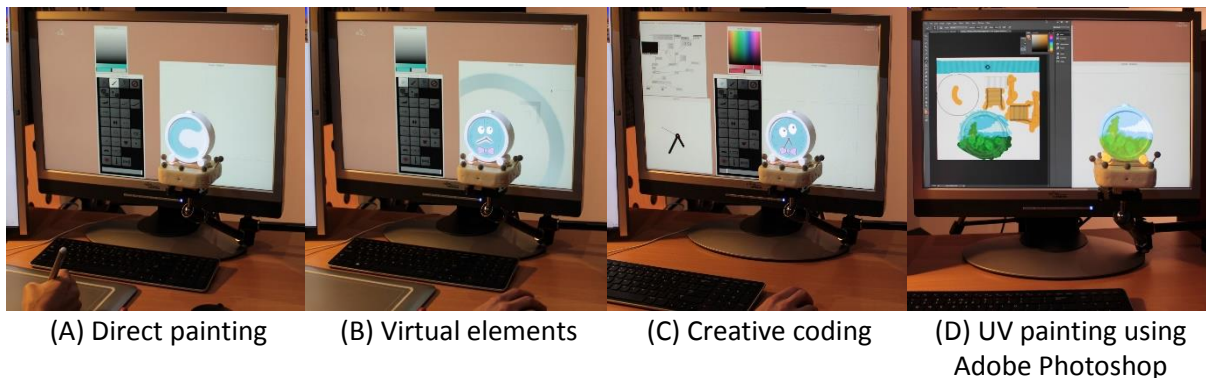 (A) Direct painting
(B) Virtual elements
(C) Creative coding
(D) UV painting using
Adobe Photoshop